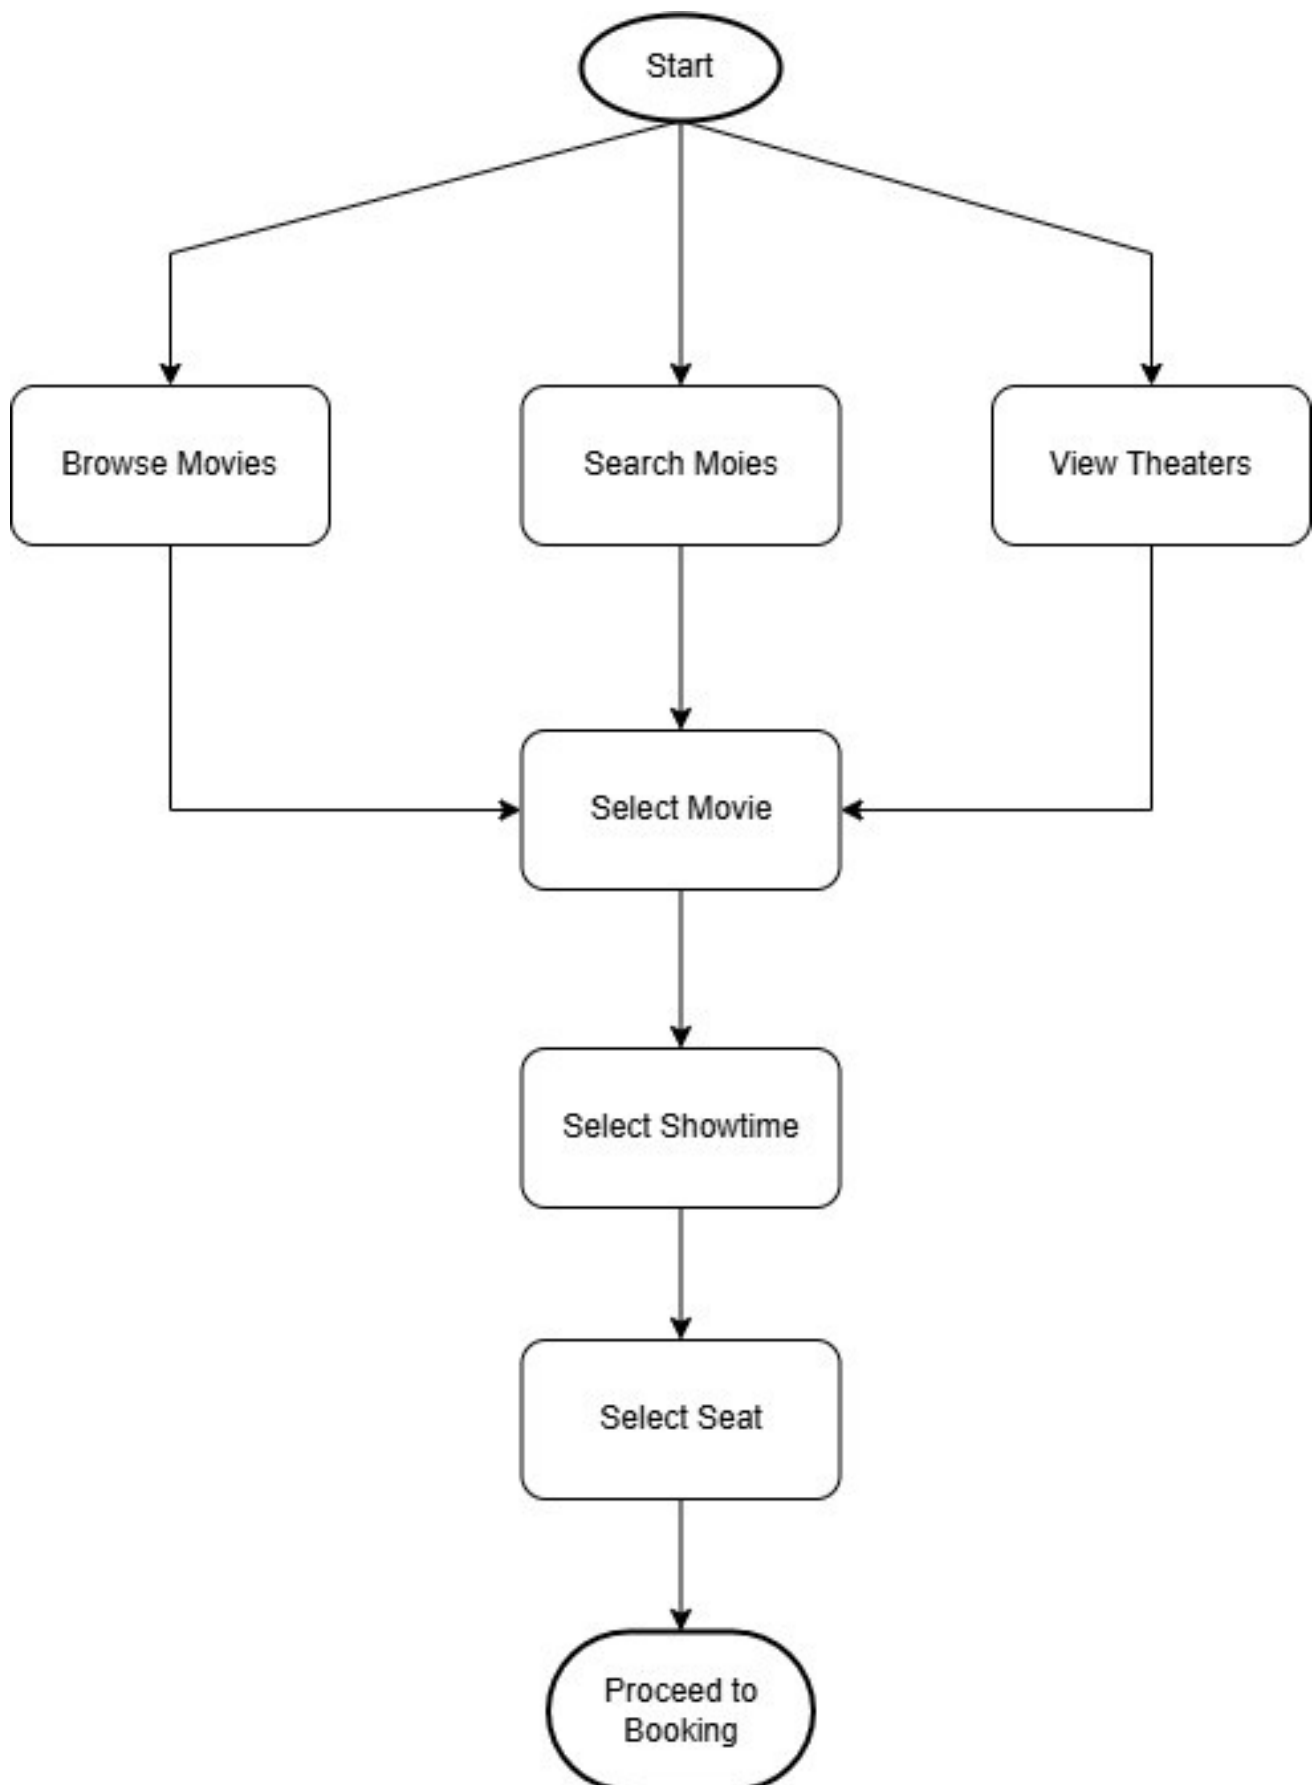 Start
Browse Movies
Search Moies
View Theaters
Select Movie
Select Showtime
Select Seat
Proceed to
Booking